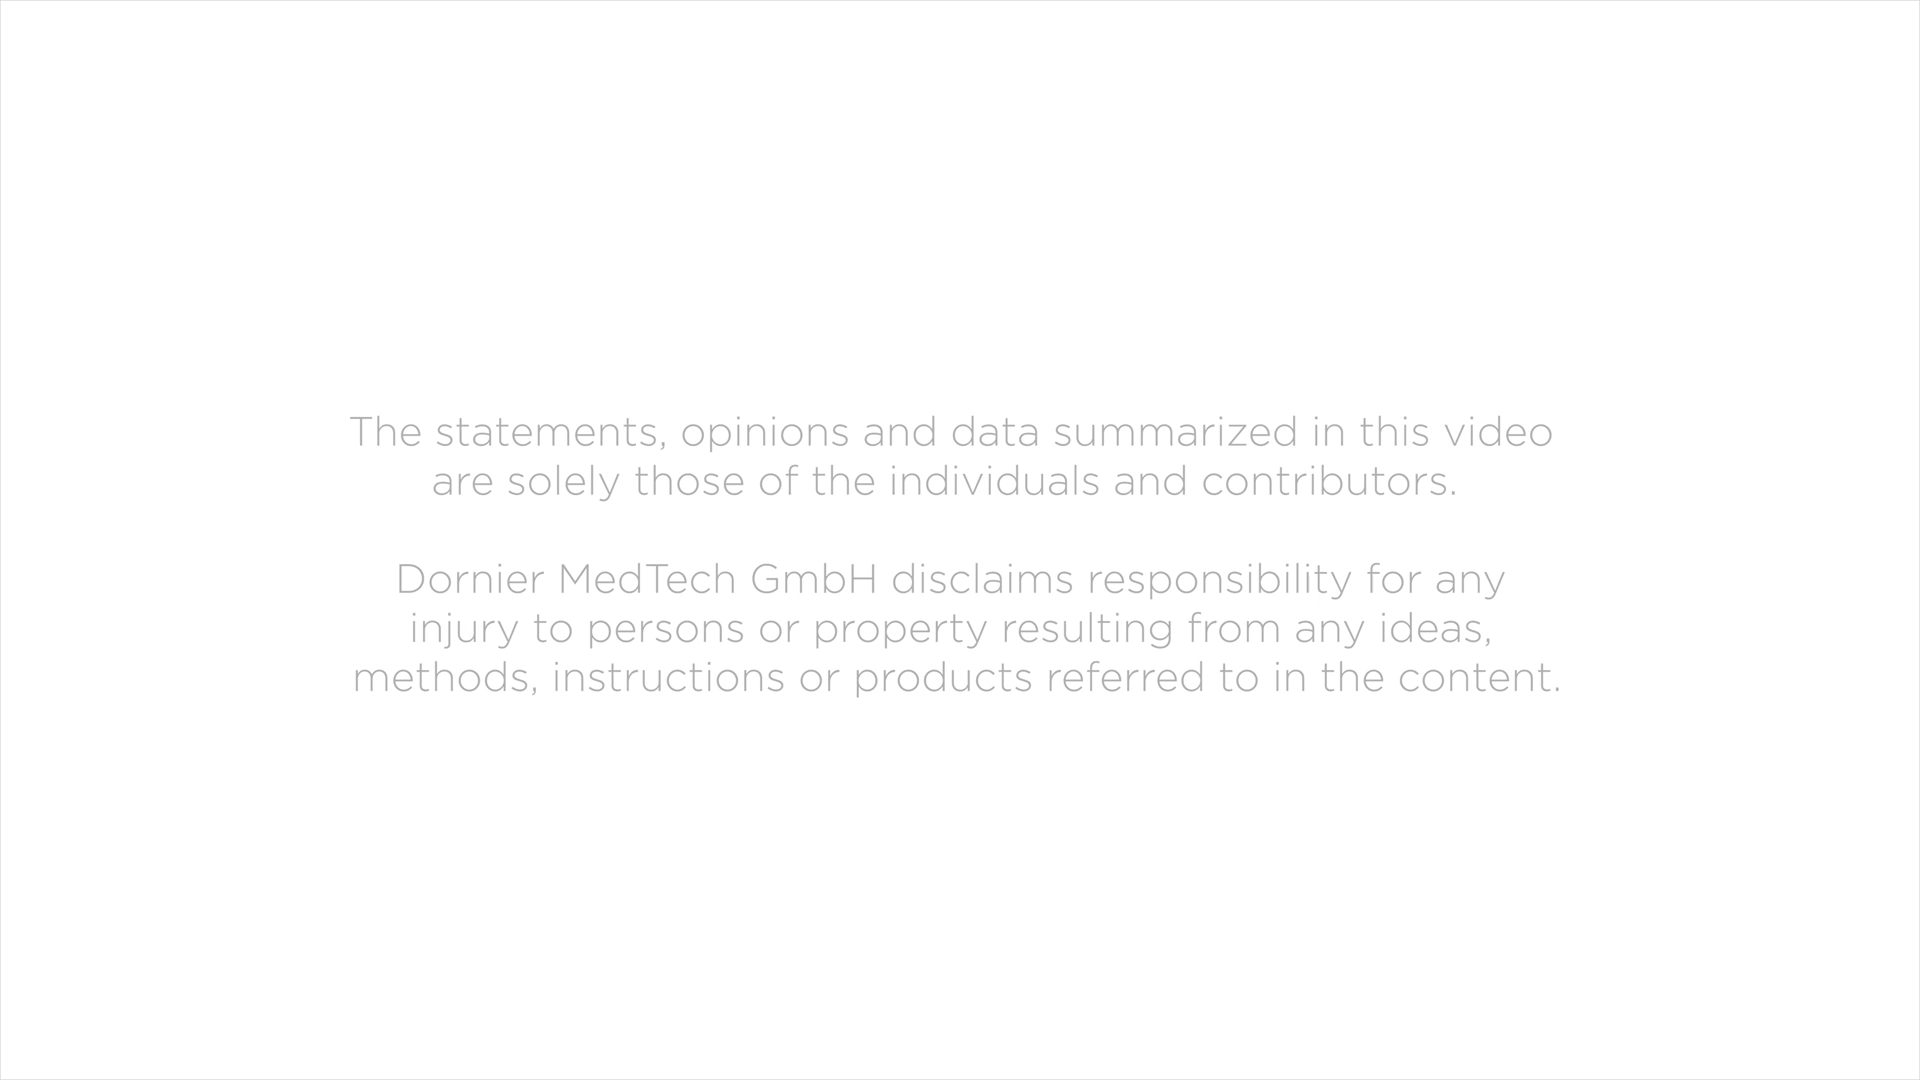 The statements, opinions and data summarized in this video
are solely those of the individuals and contributors.
Dornier MedTech GmbH disclaims responsibility for any
injury to persons or property resulting from any ideas,
methods, instructions or products referred to in the content.